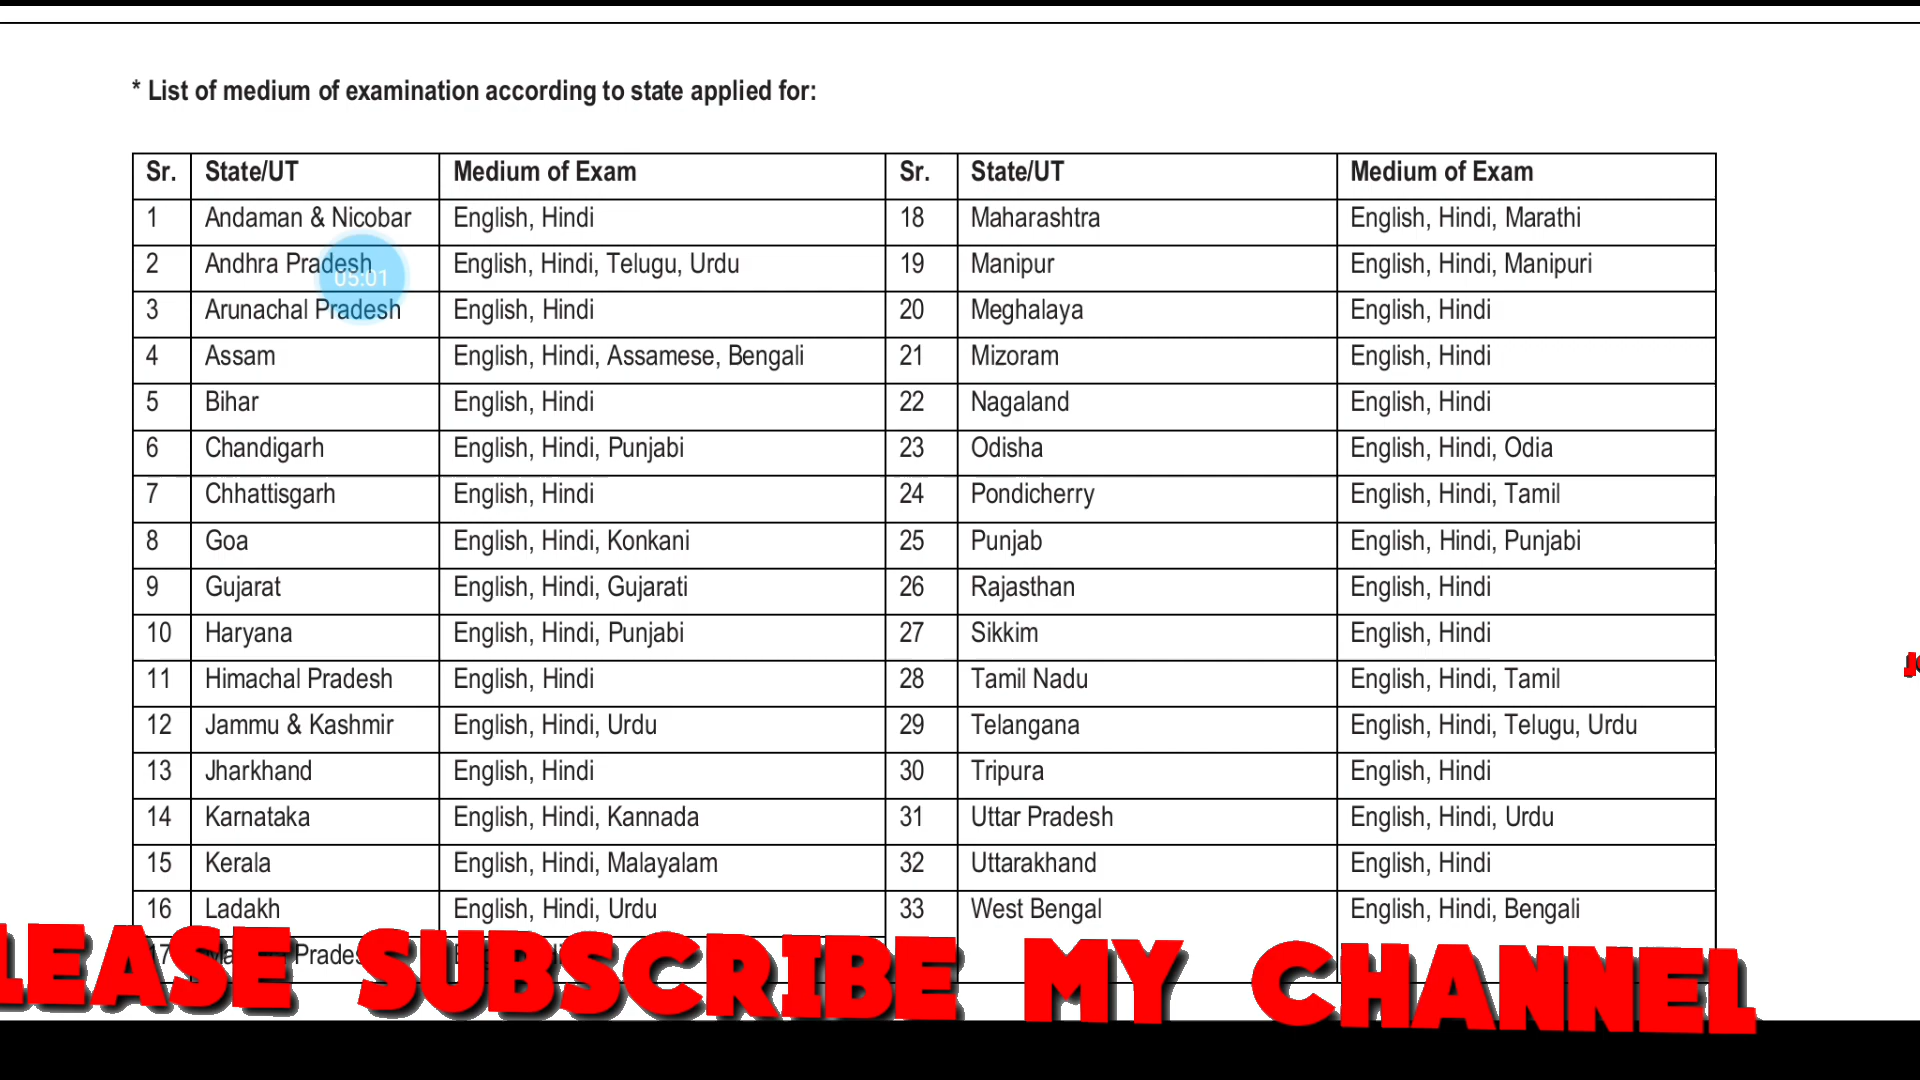 * List of medium of examination according to state applied for:
Sr. State/UT Medium of Exam Sr. State/UT Medium of Exam
1 Andaman & Nicobar English, Hindi 18 Maharashtra English, Hindi, Marathi
2 Andhra Pradesh English, Hindi, Telugu, Urdu 19 Manipur English, Hindi, Manipuri
05:01
3 Arunachal Pradesh English, Hindi 20 Meghalaya English, Hindi
4 Assam English, Hindi, Assamese, Bengali 21 Mizoram English, Hindi
5 Bihar English, Hindi 22 Nagaland English, Hindi
6 Chandigarh English, Hindi, Punjabi 23 Odisha English, Hindi, Odia
7 Chhattisgarh English, Hindi 24 Pondicherry English, Hindi, Tamil
8 Goa English, Hindi, Konkani 25 Punjab English, Hindi, Punjabi
9 Gujarat English, Hindi, Gujarati 26 Rajasthan English, Hindi
10 Haryana English, Hindi, Punjabi 27 Sikkim English, Hindi
11 Himachal Pradesh English, Hindi 28 Tamil Nadu English, Hindi, Tamil
12 Jammu & Kashmir English, Hindi, Urdu 29 Telangana English, Hindi, Telugu, Urdu
13 Jharkhand English, Hindi 30 Tripura English, Hindi
14 Karnataka English, Hindi, Kannada 31 Uttar Pradesh English, Hindi, Urdu
15 Kerala English, Hindi, Malayalam 32 Uttarakhand English, Hindi
16 Ladakh English, Hindi, Urdu 33 West Bengal English, Hindi, Bengali
LEASE SUBSCRIBE MY CHANNEL